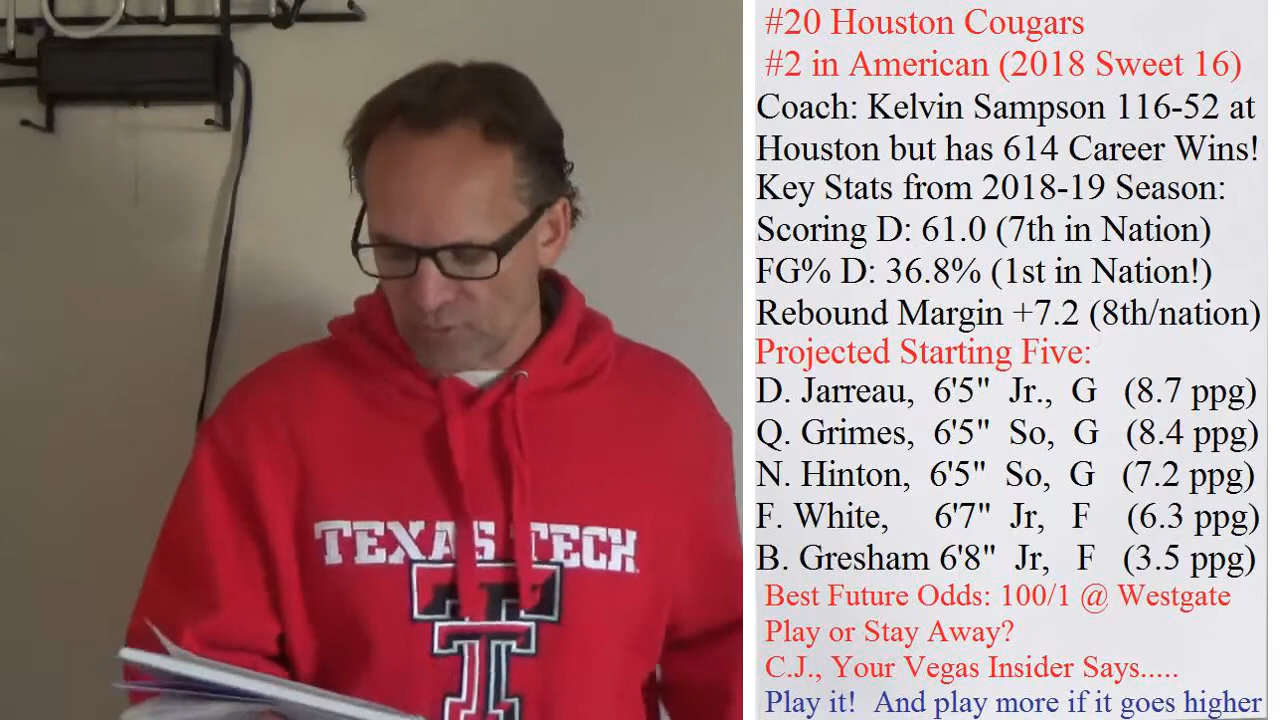 #20 Houston Cougars
#2 in American (2018 Sweet 16)
Coach: Kelvin Sampson 116-52 at
Houston but has 614 Career Wins!
Key Stats from 2018-19 Season:
Scoring D: 61.0 (7th in Nation)
FG% D: 36.8% (1st in Nation!)
Rebound Margin +7.2 (8th/nation)
Projected Starting Five:
D. Jarreau, 6'5" Jr., G (8.7 ppg)
Q. Grimes, 6'5" So, G (8.4 ppg)
N. Hinton, 6'5" So, G (7.2 ppg)
F. White, 6'7" Jr, F (6.3 ppg)
B. Gresham 6'8" Jr, F (3.5 ppg)
Best Future Odds: 100/1 @ Westgate
Play or Stay Away?
C.J., Your Vegas Insider Says.....
Play it! And play more if it goes higher
TEXAS TECH
T
T